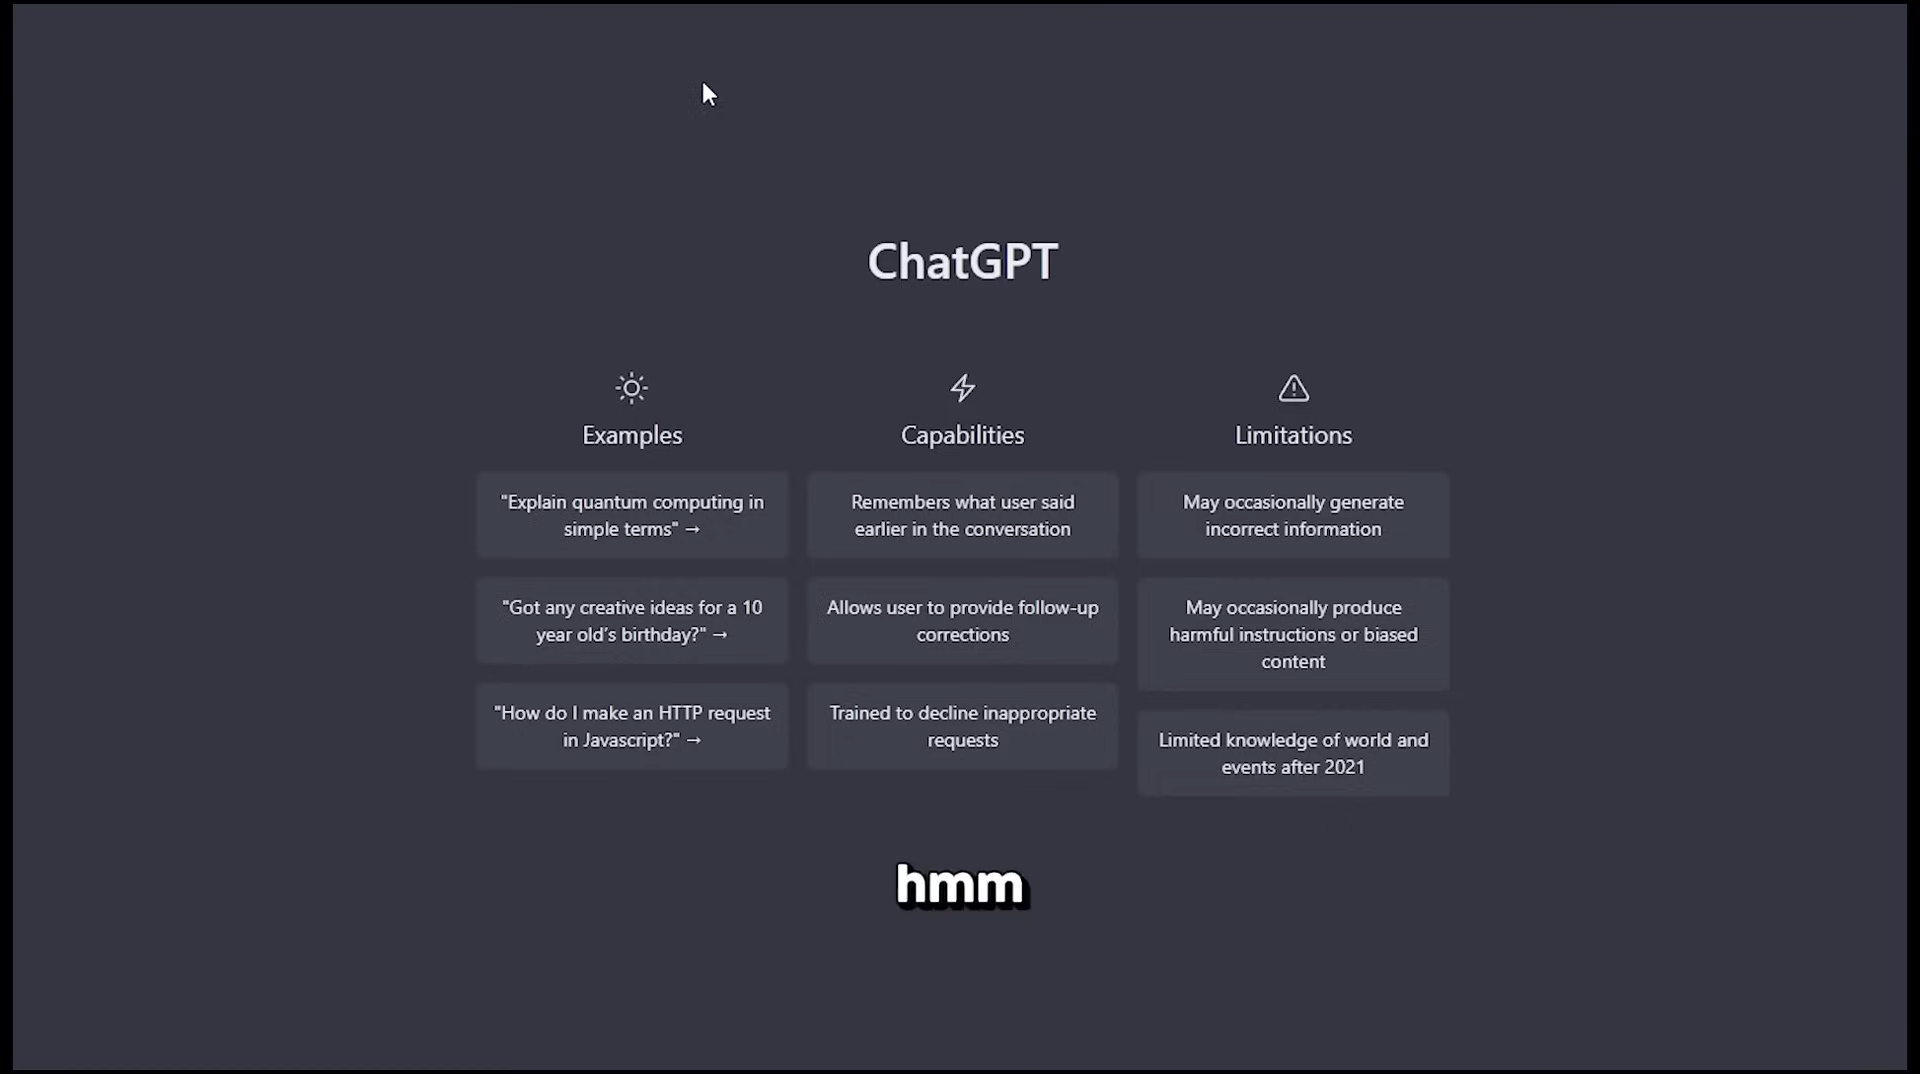 ChatGPT
Examples
"Explain quantum computing in
simple terms" →
"Got any creative ideas for a 10
year old’s birthday?" →
"How do I make an HTTP request
in Javascript?" →
Capabilities
Remembers what user said
earlier in the conversation
Allows user to provide follow-up
corrections
Trained to decline inappropriate
requests
Limitations
May occasionally generate
incorrect information
May occasionally produce
harmful instructions or biased
content
Limited knowledge of world and
events after 2021
hmm